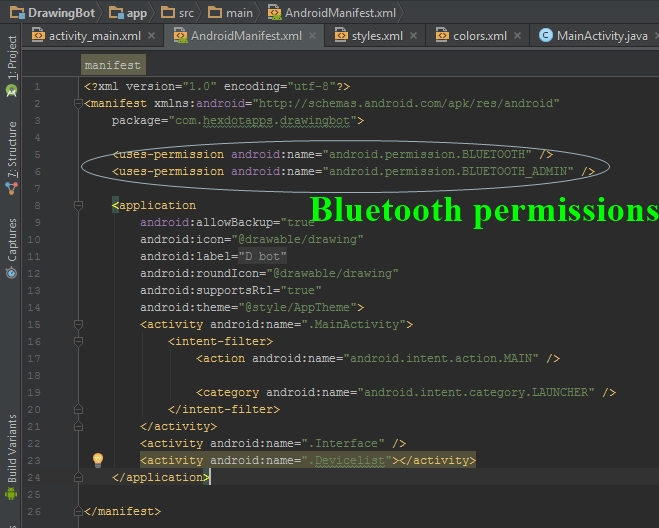 DrawingBot app src main AndroidManifest.xml
activity_main.xml AndroidManifest.xml styles.xml colors.xml MainActivity.java
1: Project
7: Structure
Captures
Build Variants
manifest
1 <?xml version="1.0" encoding="utf-8"?>
2 <manifest xmlns:android="http://schemas.android.com/apk/res/android"
3 package="com.hexdotapps.drawingbot">
4
5 <uses-permission android:name="android.permission.BLUETOOTH" />
6 <uses-permission android:name="android.permission.BLUETOOTH_ADMIN" />
7
8 <application
Bluetooth permissions
9 android:allowBackup="true"
10 android:icon="@drawable/drawing"
11 android:label="D bot"
12 android:roundIcon="@drawable/drawing"
13 android:supportsRtl="true"
14 android:theme="@style/AppTheme">
15 <activity android:name=".MainActivity">
16 <intent-filter>
17 <action android:name="android.intent.action.MAIN" />
18
19 <category android:name="android.intent.category.LAUNCHER" />
20 </intent-filter>
21 </activity>
22 <activity android:name=".Interface" />
23 <activity android:name=".Devicelist"></activity>
24 </application>
25
26 </manifest>